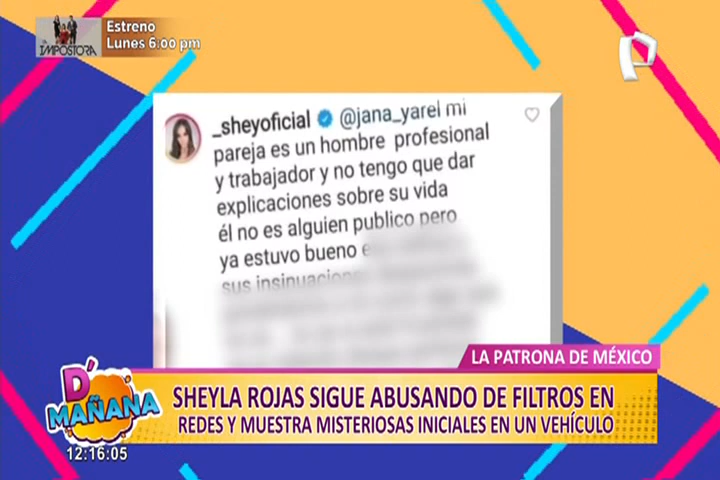 Estreno
LA IMPOSTORA
Lunes 6:00 pm
_sheyoficial @jana_yarel mi
pareja es un hombre profesional
y trabajador y no tengo que dar
explicaciones sobre su vida
él no es alguien publico pero
ya estuvo bueno
sus insinuacione
LA PATRONA DE MÉXICO
D'
MAÑANA
SHEYLA ROJAS SIGUE ABUSANDO DE FILTROS EN
REDES Y MUESTRA MISTERIOSAS INICIALES EN UN VEHÍCULO
12:16:05